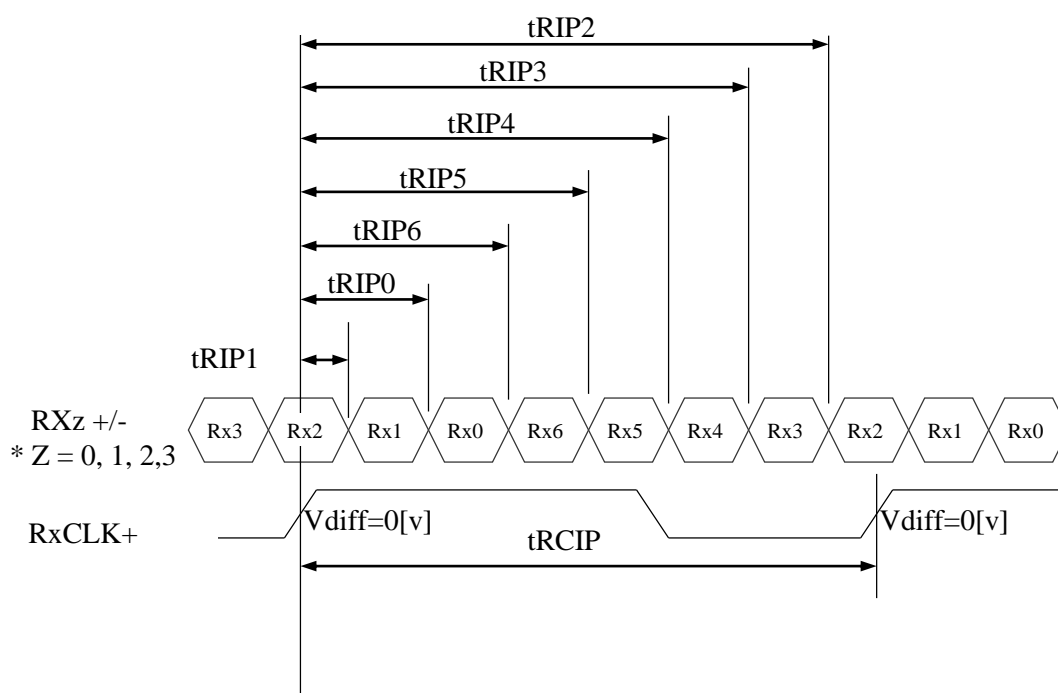 tRIP2
tRIP3
tRIP4
tRIP5
tRIP6
tRIP0
tRIP1
RXz +/-
* Z = 0, 1, 2,3
Rx3 Rx2 Rx1 Rx0 Rx6 Rx5 Rx4 Rx3 Rx2 Rx1 Rx0
RxCLK+
Vdiff=0[v] Vdiff=0[v]
tRCIP